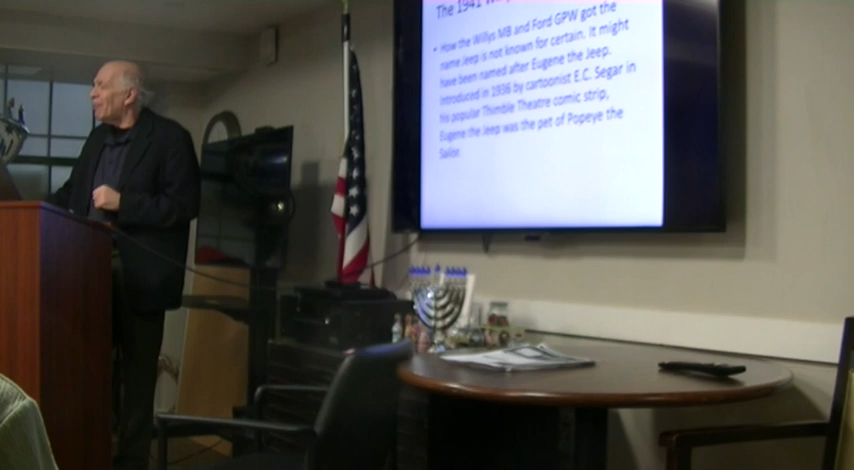 The 1941
How the Willys MB and Ford GPW got the
name Jeep is not known for certain. It might
have been named after Eugene the Jeep.
Introduced in 1936 by cartoonist E.C. Segar in
his popular Thimble Theatre comic strip,
Eugene the Jeep was the pet of Popeye the
Sailor.